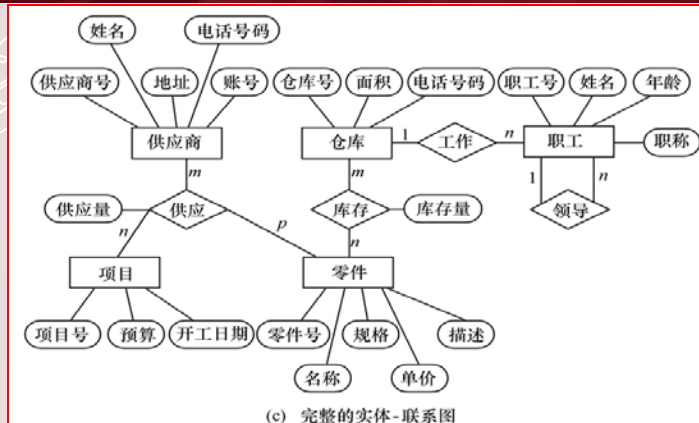 姓名 电话号码
供应商号 地址 账号 仓库号 面积 电话号码 职工号 姓名 年龄
供应商 仓库 1 工作 n 职工 职称
m m 1 n
供应量 供应 库存 库存量 领导
n p n
项目 零件
项目号 预算 开工日期 零件号 规格 描述
名称 单价
(c) 完整的实体-联系图